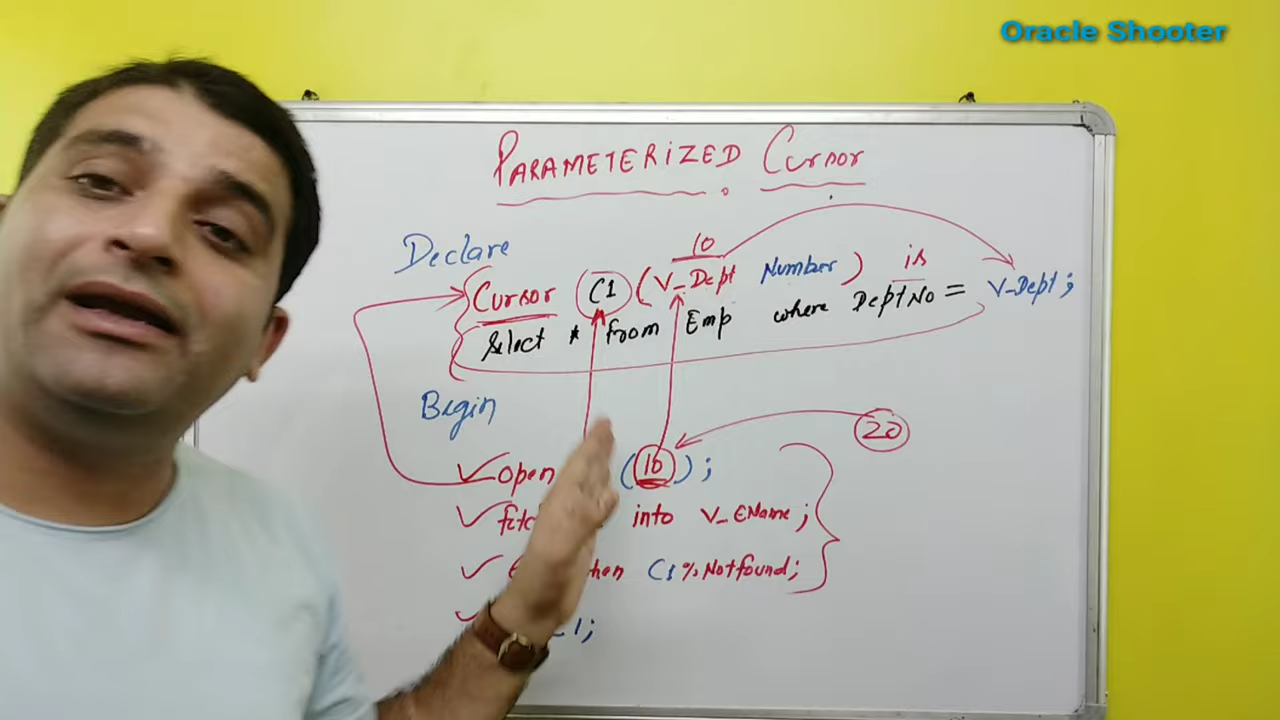 Oracle Shooter
PARAMETERIZED Cursor
Declare
10
Cursor C1 (V_Dept Number) is
Select * from Emp where DeptNo = V_Dept;
Begin
20
open (10);
into V_EName;
C1%Notfound;
1;